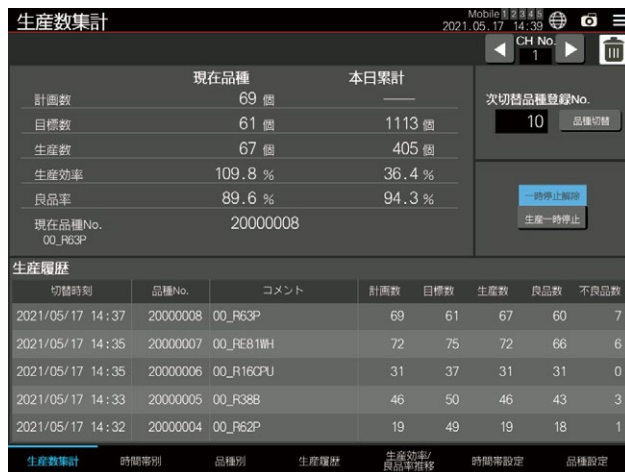 生産数集計
Mobile 1 2 3 4 5
2021.05.17 14:39
CH No.
1
現在品種 本日累計
計画数 69 個 ──
目標数 61 個 1113 個
生産数 67 個 405 個
生産効率 109.8 % 36.4 %
良品率 89.6 % 94.3 %
現在品種No. 20000008
00_R63P
次切替品種登録No.
10 品種切替
一時停止解除
生産一時停止
生産履歴
切替時刻 品種No. コメント 計画数 目標数 生産数 良品数 不良品数
2021/05/17 14:37 20000008 00_R63P 69 61 67 60 7
2021/05/17 14:35 20000007 00_RE81WH 72 75 72 66 6
2021/05/17 14:35 20000006 00_R16CPU 31 37 31 31 0
2021/05/17 14:33 20000005 00_R38B 46 50 46 43 3
2021/05/17 14:32 20000004 00_R62P 19 49 19 18 1
生産数集計 時間帯別 品種別 生産履歴 生産効率/ 時間帯設定 品種設定
良品率推移